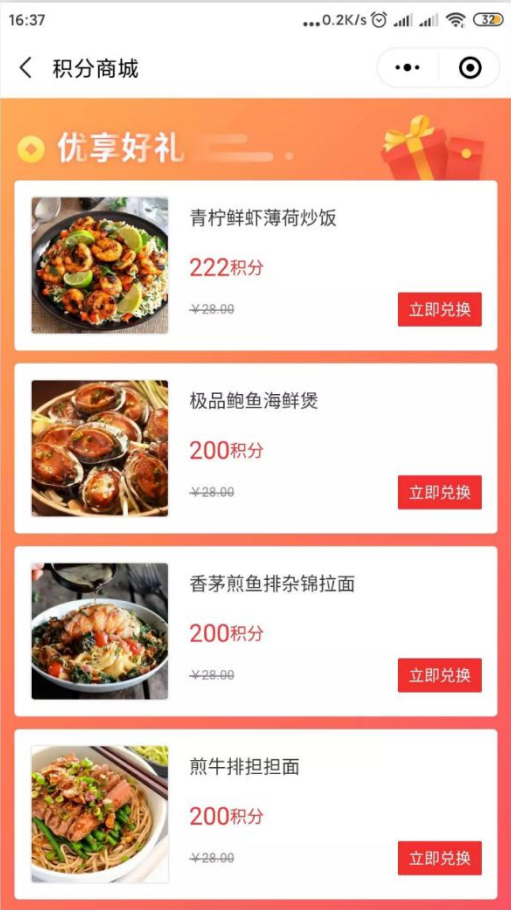 16:37
...0.2K/s
32
积分商城
优享好礼
青柠鲜虾薄荷炒饭
222积分
¥28.00
立即兑换
极品鲍鱼海鲜煲
200积分
¥28.00
立即兑换
香茅煎鱼排杂锦拉面
200积分
¥28.00
立即兑换
煎牛排担担面
200积分
¥28.00
立即兑换